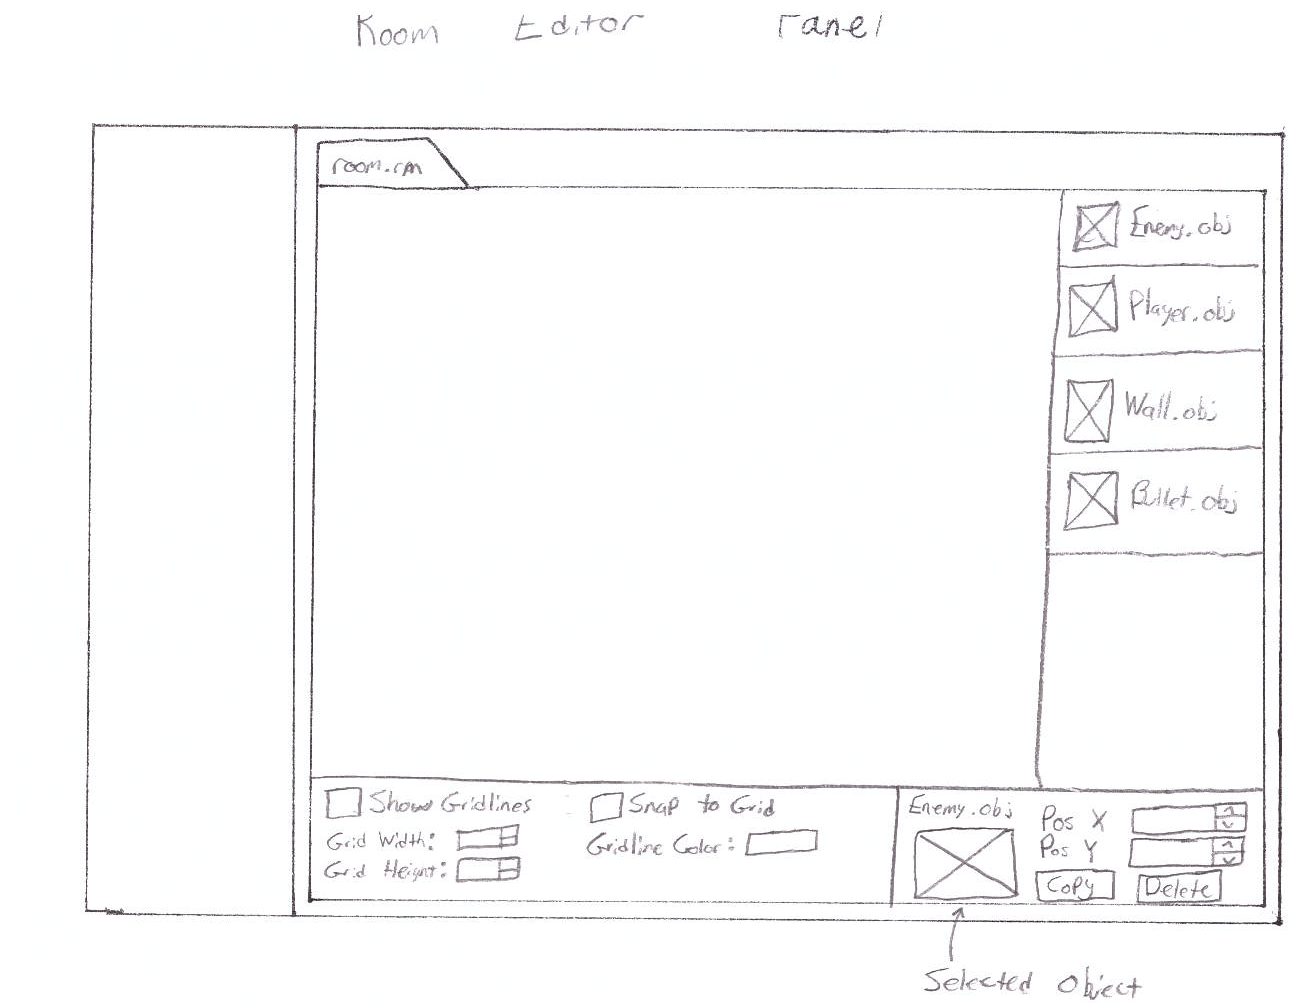 Room Editor Panel
room.rm
Enemy.obj
Player.obj
Wall.obj
Bullet.obj
Show Gridlines
Snap to Grid
Grid Width:
Gridline Color:
Grid Height:
Enemy.obj
Pos X
Pos Y
Copy
Delete
Selected Object